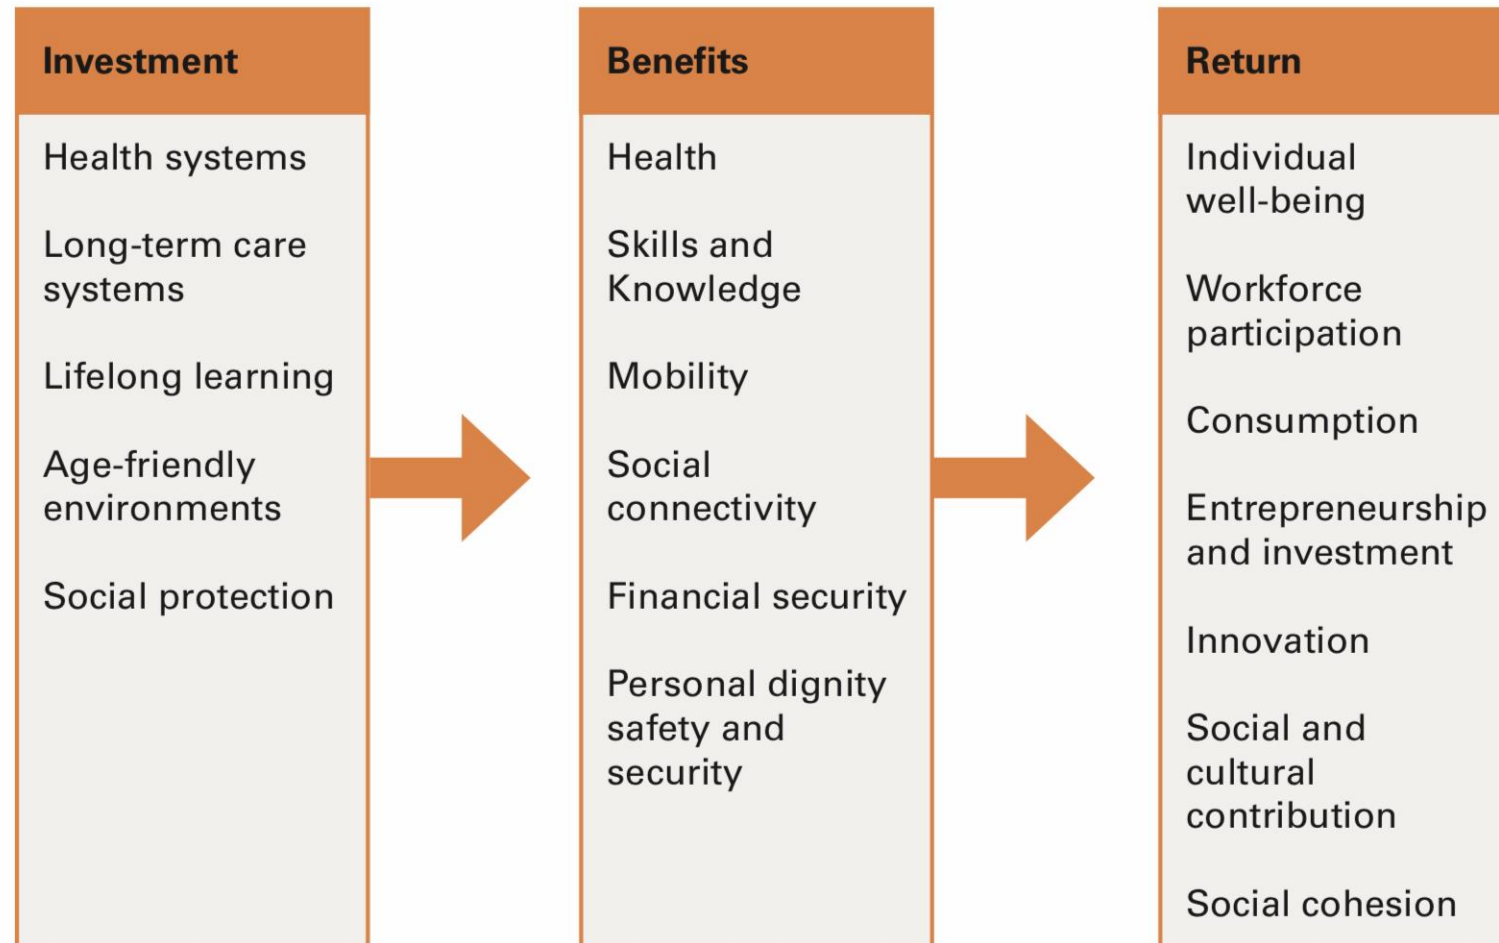 Investment
Health systems
Long-term care
systems
Lifelong learning
Age-friendly
environments
Social protection
Benefits
Health
Skills and
Knowledge
Mobility
Social
connectivity
Financial security
Personal dignity
safety and
security
Return
Individual
well-being
Workforce
participation
Consumption
Entrepreneurship
and investment
Innovation
Social and
cultural
contribution
Social cohesion